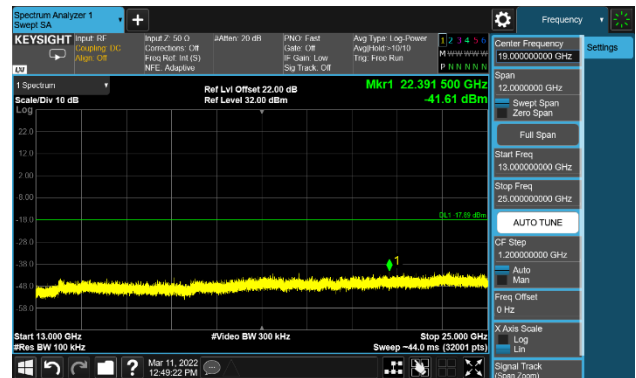 Spectrum Analyzer 1
Swept SA
Frequency
KEYSIGHT
Input: RF
Coupling: DC
Align: Off
Input Z: 50 Ω
Corrections: Off
Freq Ref: Int (S)
NFE: Adaptive
#Atten: 20 dB
PNO: Fast
Gate: Off
IF Gain: Low
Sig Track: Off
Avg Type: Log-Power
Avg|Hold:>10/10
Trig: Free Run
1 2 3 4 5 6
M W W W W W
P N N N N N
LXI
1 Spectrum
Scale/Div 10 dB
Log
Ref Lvl Offset 22.00 dB
Ref Level 32.00 dBm
Mkr1 22.391 500 GHz
-41.61 dBm
22.0
12.0
2.00
-8.00
-18.0
-28.0
-38.0
-48.0
-58.0
DL1 -17.69 dBm
1
Start 13.000 GHz
#Res BW 100 kHz
#Video BW 300 kHz
Stop 25.000 GHz
Sweep ~44.0 ms (32001 pts)
Center Frequency
19.000000000 GHz
Settings
Span
12.0000000 GHz
Swept Span
Zero Span
Full Span
Start Freq
13.000000000 GHz
Stop Freq
25.000000000 GHz
AUTO TUNE
CF Step
1.200000000 GHz
Auto
Man
Freq Offset
0 Hz
X Axis Scale
Log
Lin
Signal Track
(Span Zoom)
?
Mar 11, 2022
12:49:22 PM